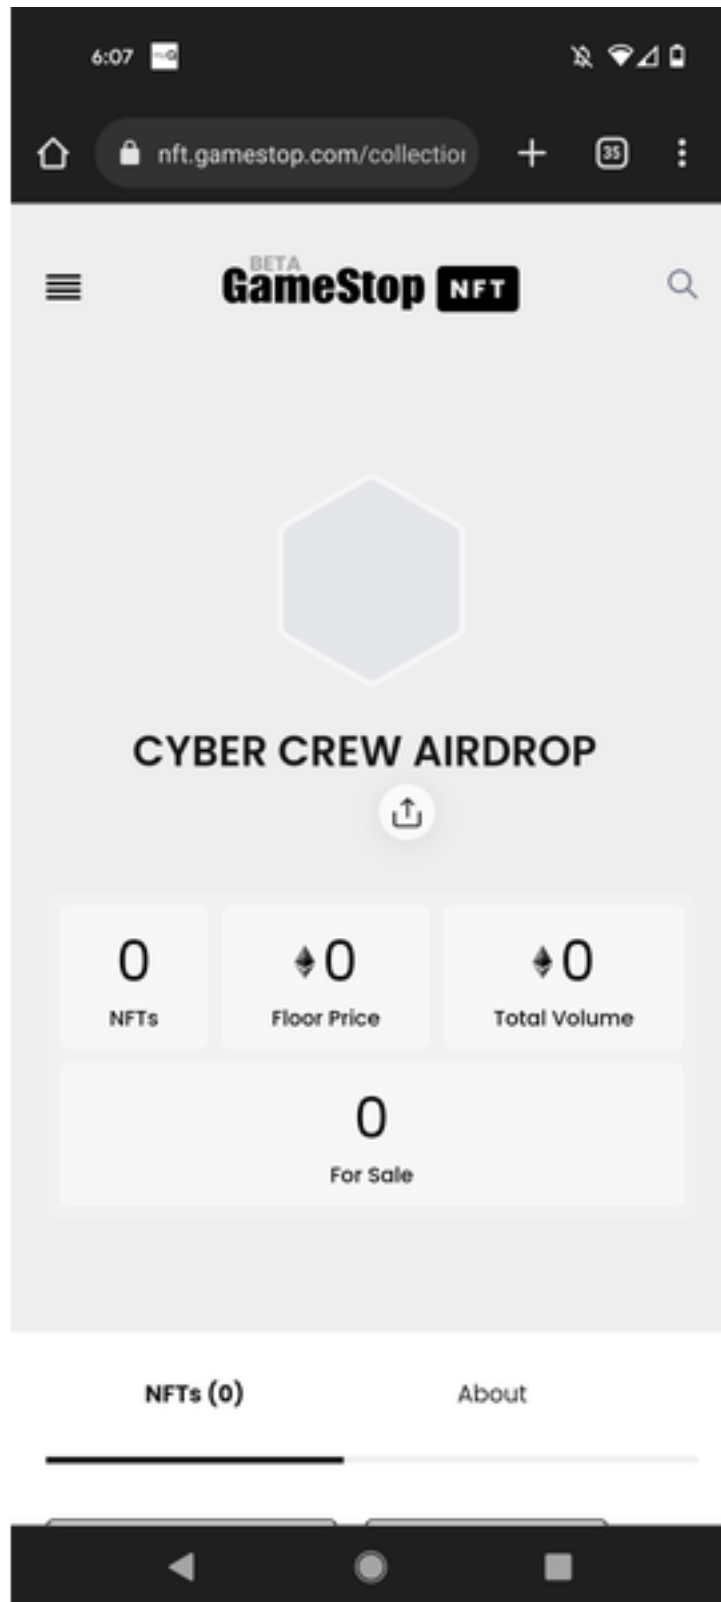 6:07
nft.gamestop.com/collection
35
BETA
GameStop NFT
CYBER CREW AIRDROP
0 0 0
NFTs Floor Price Total Volume
0
For Sale
NFTs (0) About